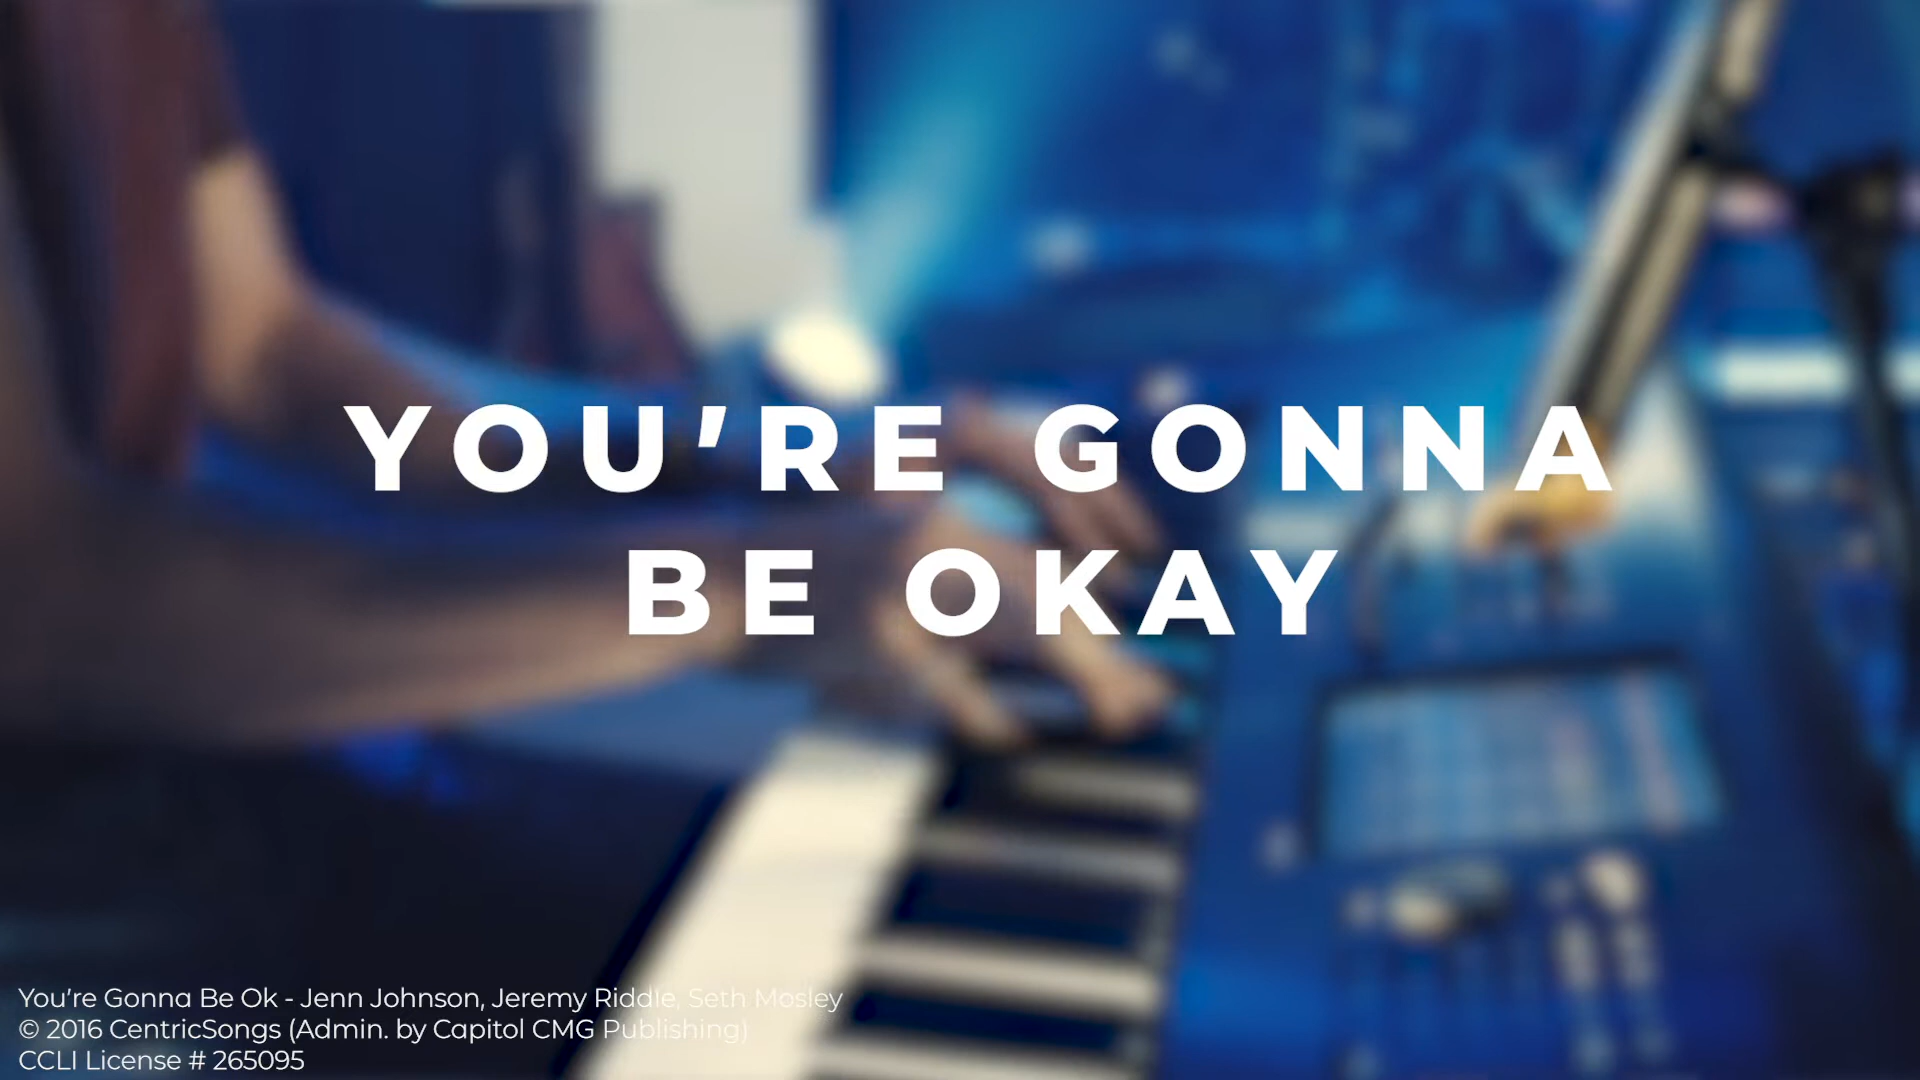 YOU'RE GONNA
BE OKAY
You're Gonna Be Ok - Jenn Johnson, Jeremy Riddle, Seth Mosley
© 2016 CentricSongs (Admin. by Capitol CMG Publishing)
CCLI License # 265095